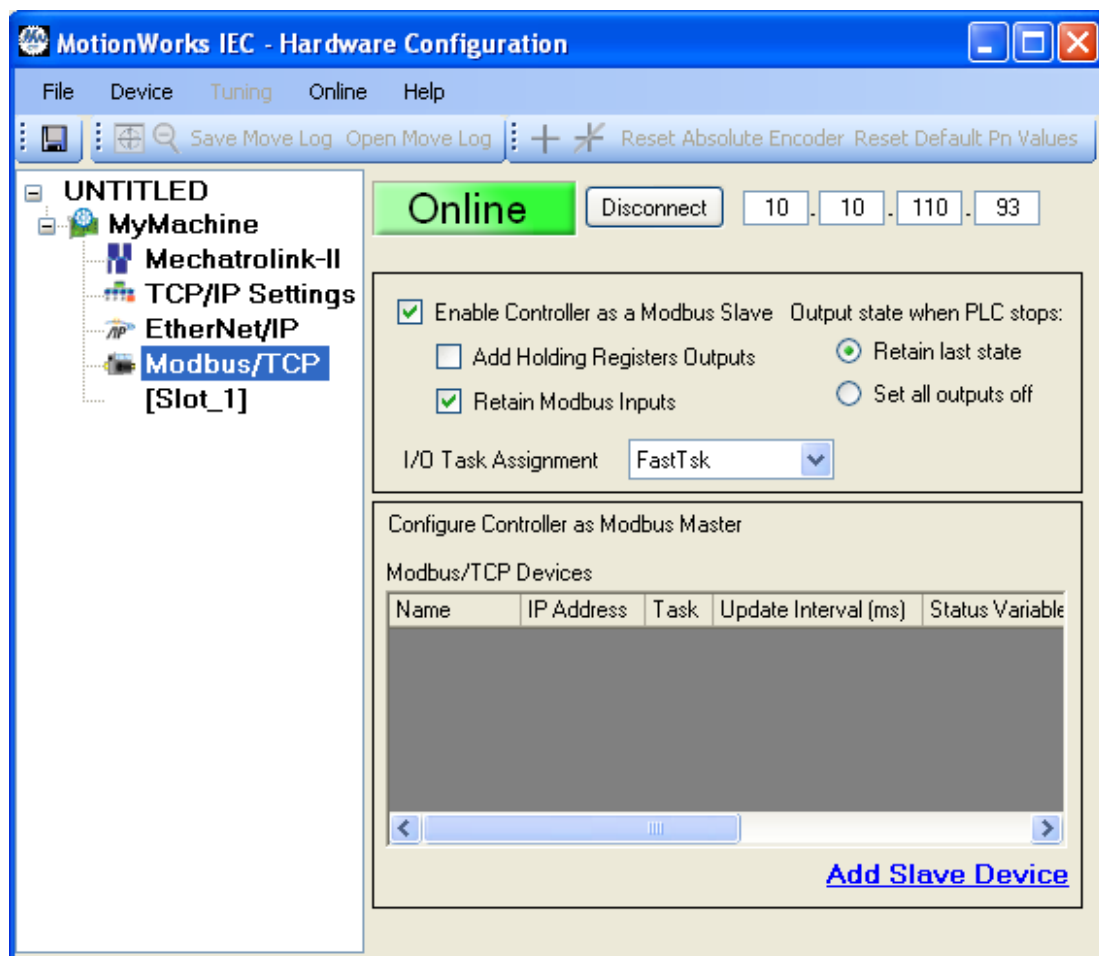 MotionWorks IEC - Hardware Configuration
File Device Tuning Online Help
Save Move Log Open Move Log Reset Absolute Encoder Reset Default Pn Values
UNTITLED
MyMachine
Mechatrolink-II
TCP/IP Settings
EtherNet/IP
Modbus/TCP
[Slot_1]
Online Disconnect 10 . 10 . 110 . 93
Enable Controller as a Modbus Slave Output state when PLC stops:
Add Holding Registers Outputs Retain last state
Retain Modbus Inputs Set all outputs off
I/O Task Assignment FastTsk
Configure Controller as Modbus Master
Modbus/TCP Devices
Name IP Address Task Update Interval (ms) Status Variable
Add Slave Device